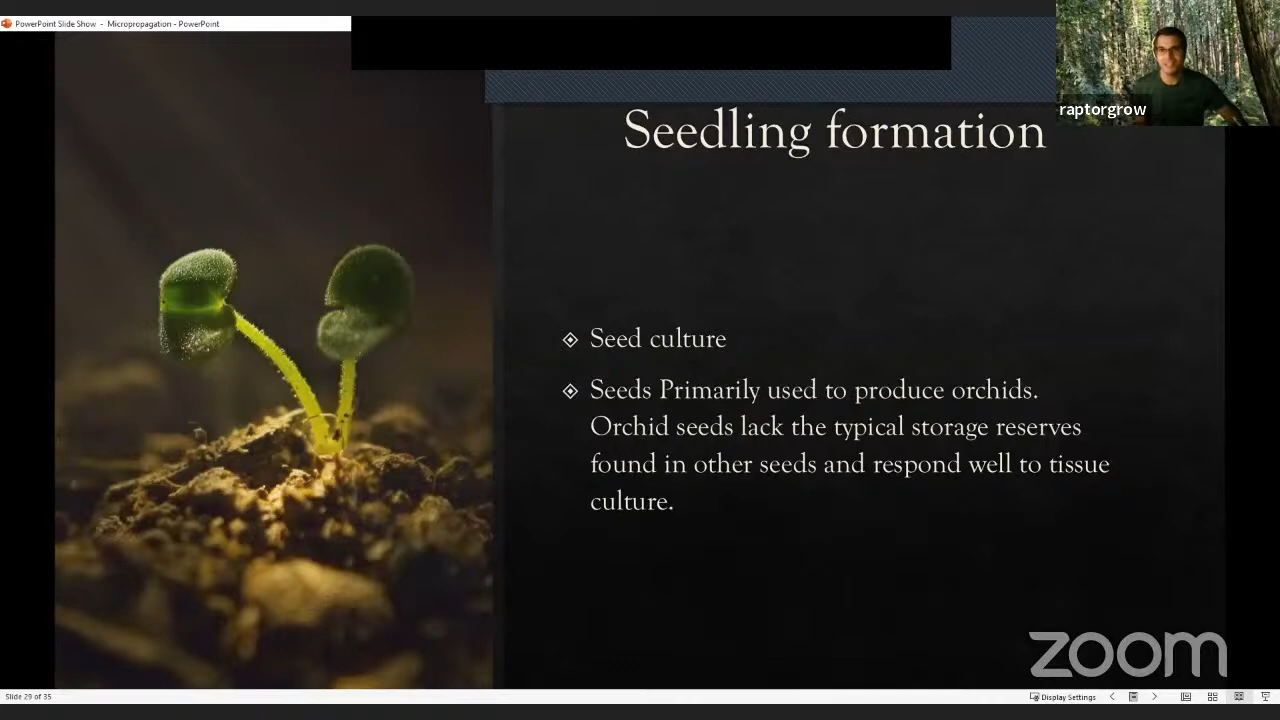 PowerPoint Slide Show - Micropropagation - PowerPoint
raptorgrow
Seedling formation
Seed culture
Seeds Primarily used to produce orchids.
Orchid seeds lack the typical storage reserves
found in other seeds and respond well to tissue
culture.
zoom
Slide 29 of 35
Display Settings